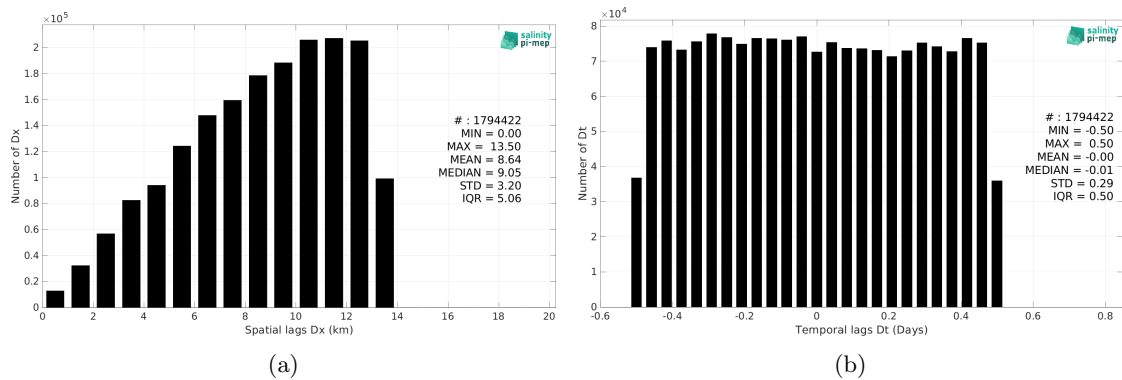 ×10⁵
2
1.8
1.6
1.4
1.2
1
0.8
0.6
0.4
0.2
0
Number of Dx
0 2 4 6 8 10 12 14 16 18 20
Spatial lags Dx (km)
salinity
pi-mep
# : 1794422
MIN = 0.00
MAX = 13.50
MEAN = 8.64
MEDIAN = 9.05
STD = 3.20
IQR = 5.06
(a)
×10⁴
8
7
6
5
4
3
2
1
0
Number of Dt
-0.6 -0.4 -0.2 0 0.2 0.4 0.6 0.8
Temporal lags Dt (Days)
salinity
pi-mep
# : 1794422
MIN = -0.50
MAX = 0.50
MEAN = -0.00
MEDIAN = -0.01
STD = 0.29
IQR = 0.50
(b)